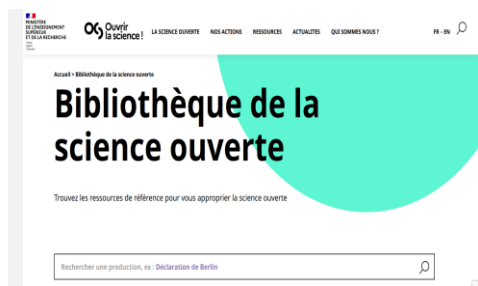 MINISTÈRE
DE L'ENSEIGNEMENT
SUPÉRIEUR
ET DE LA RECHERCHE
Ouvrir
la science !
LA SCIENCE OUVERTE NOS ACTIONS RESSOURCES ACTUALITES QUI SOMMES NOUS ? FR - EN
Accueil > Bibliothèque de la science ouverte
Bibliothèque de la
science ouverte
Trouvez les ressources de référence pour vous approprier la science ouverte
Rechercher une production, ex : Déclaration de Berlin